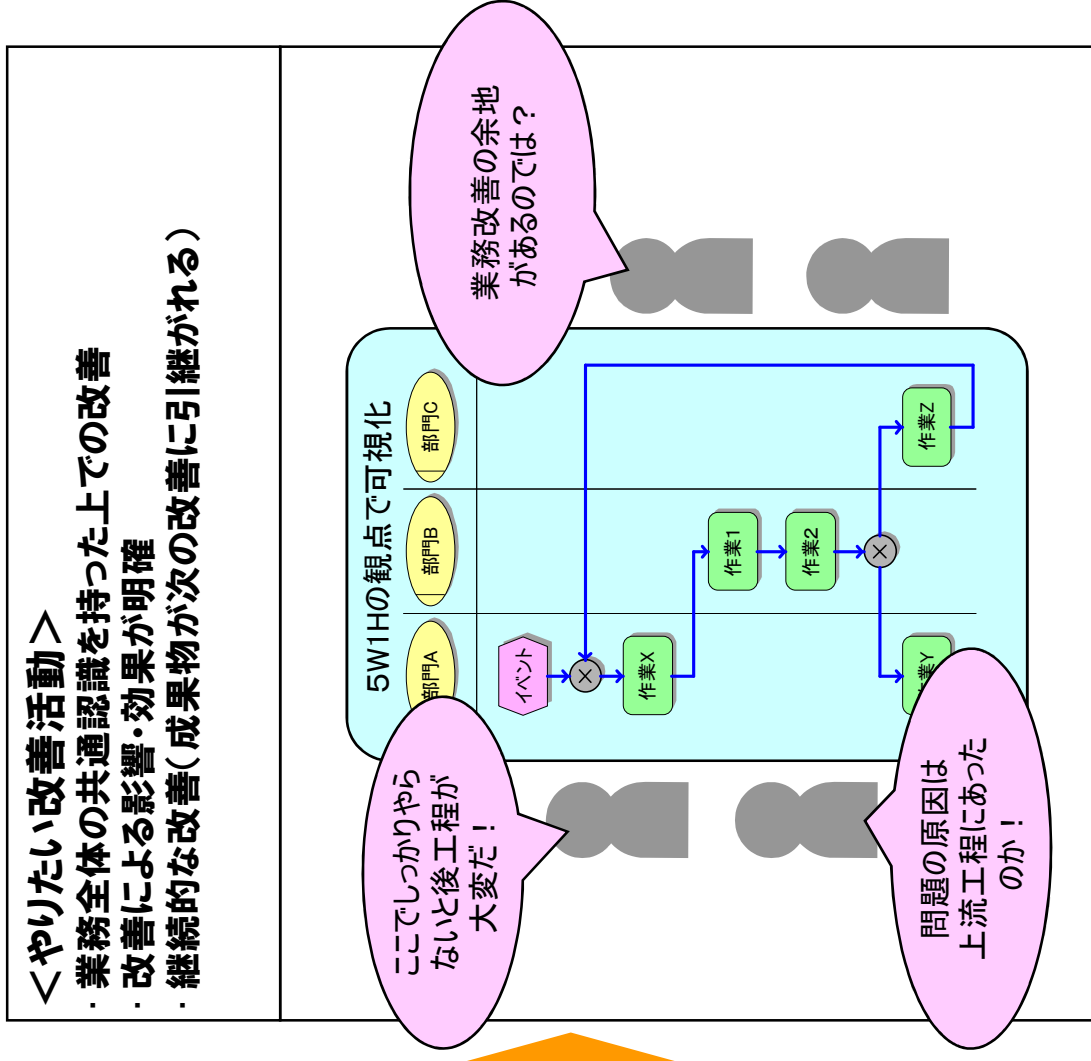 ＜やりたい改善活動＞
・業務全体の共通認識を持った上での改善
・改善による影響・効果が明確
・継続的な改善（成果物が次の改善に引継がれる）
5W1Hの観点で可視化
部門A
部門B
部門C
イベント
作業X
作業1
作業2
作業Y
作業Z
ここでしっかりやら
ないと後工程が
大変だ！
業務改善の余地
があるのでは？
問題の原因は
上流工程にあった
のか！